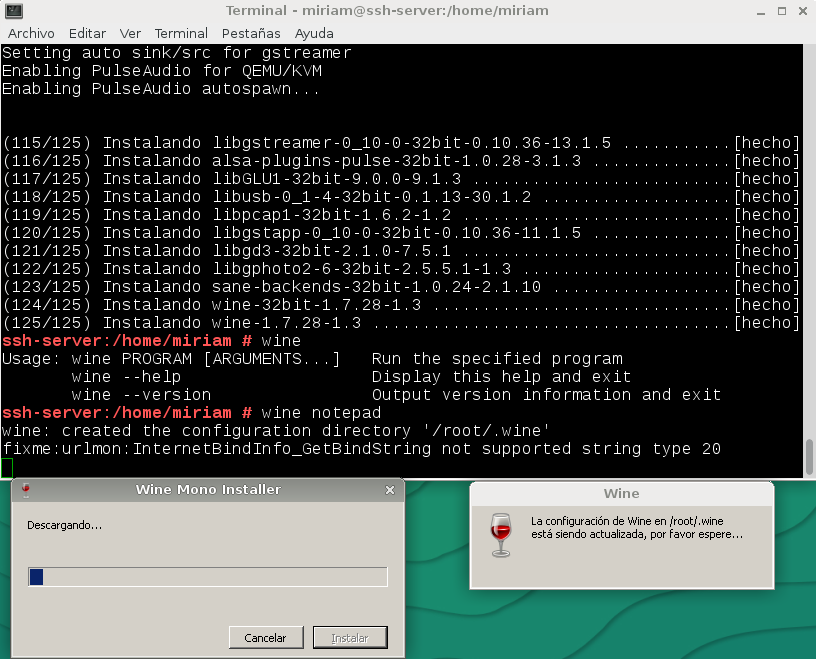 Terminal - miriam@ssh-server:/home/miriam
Archivo Editar Ver Terminal Pestañas Ayuda
Setting auto sink/src for gstreamer
Enabling PulseAudio for QEMU/KVM
Enabling PulseAudio autospawn...
(115/125) Instalando libgstreamer-0_10-0-32bit-0.10.36-13.1.5 ...........[hecho]
(116/125) Instalando alsa-plugins-pulse-32bit-1.0.28-3.1.3 ..............[hecho]
(117/125) Instalando libGLU1-32bit-9.0.0-9.1.3 ..........................[hecho]
(118/125) Instalando libusb-0_1-4-32bit-0.1.13-30.1.2 ...................[hecho]
(119/125) Instalando libpcap1-32bit-1.6.2-1.2 ...........................[hecho]
(120/125) Instalando libgstapp-0_10-0-32bit-0.10.36-11.1.5 ..............[hecho]
(121/125) Instalando libgd3-32bit-2.1.0-7.5.1 ...........................[hecho]
(122/125) Instalando libgphoto2-6-32bit-2.5.5.1-1.3 .....................[hecho]
(123/125) Instalando sane-backends-32bit-1.0.24-2.1.10 ..................[hecho]
(124/125) Instalando wine-32bit-1.7.28-1.3 ..............................[hecho]
(125/125) Instalando wine-1.7.28-1.3 ....................................[hecho]
ssh-server:/home/miriam # wine
Usage: wine PROGRAM [ARGUMENTS...] Run the specified program
wine --help Display this help and exit
wine --version Output version information and exit
ssh-server:/home/miriam # wine notepad
wine: created the configuration directory '/root/.wine'
fixme:urlmon:InternetBindInfo_GetBindString not supported string type 20
Wine Mono Installer
Descargando...
Cancelar Instalar
Wine
La configuración de Wine en /root/.wine
está siendo actualizada, por favor espere...